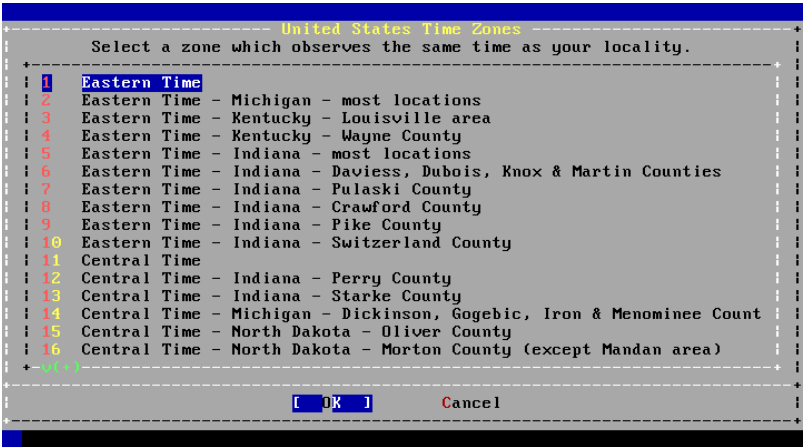 United States Time Zones
Select a zone which observes the same time as your locality.
1 Eastern Time
2 Eastern Time - Michigan - most locations
3 Eastern Time - Kentucky - Louisville area
4 Eastern Time - Kentucky - Wayne County
5 Eastern Time - Indiana - most locations
6 Eastern Time - Indiana - Daviess, Dubois, Knox & Martin Counties
7 Eastern Time - Indiana - Pulaski County
8 Eastern Time - Indiana - Crawford County
9 Eastern Time - Indiana - Pike County
10 Eastern Time - Indiana - Switzerland County
11 Central Time
12 Central Time - Indiana - Perry County
13 Central Time - Indiana - Starke County
14 Central Time - Michigan - Dickinson, Gogebic, Iron & Menominee Count
15 Central Time - North Dakota - Oliver County
16 Central Time - North Dakota - Morton County (except Mandan area)
v(+)
[ OK ] Cancel